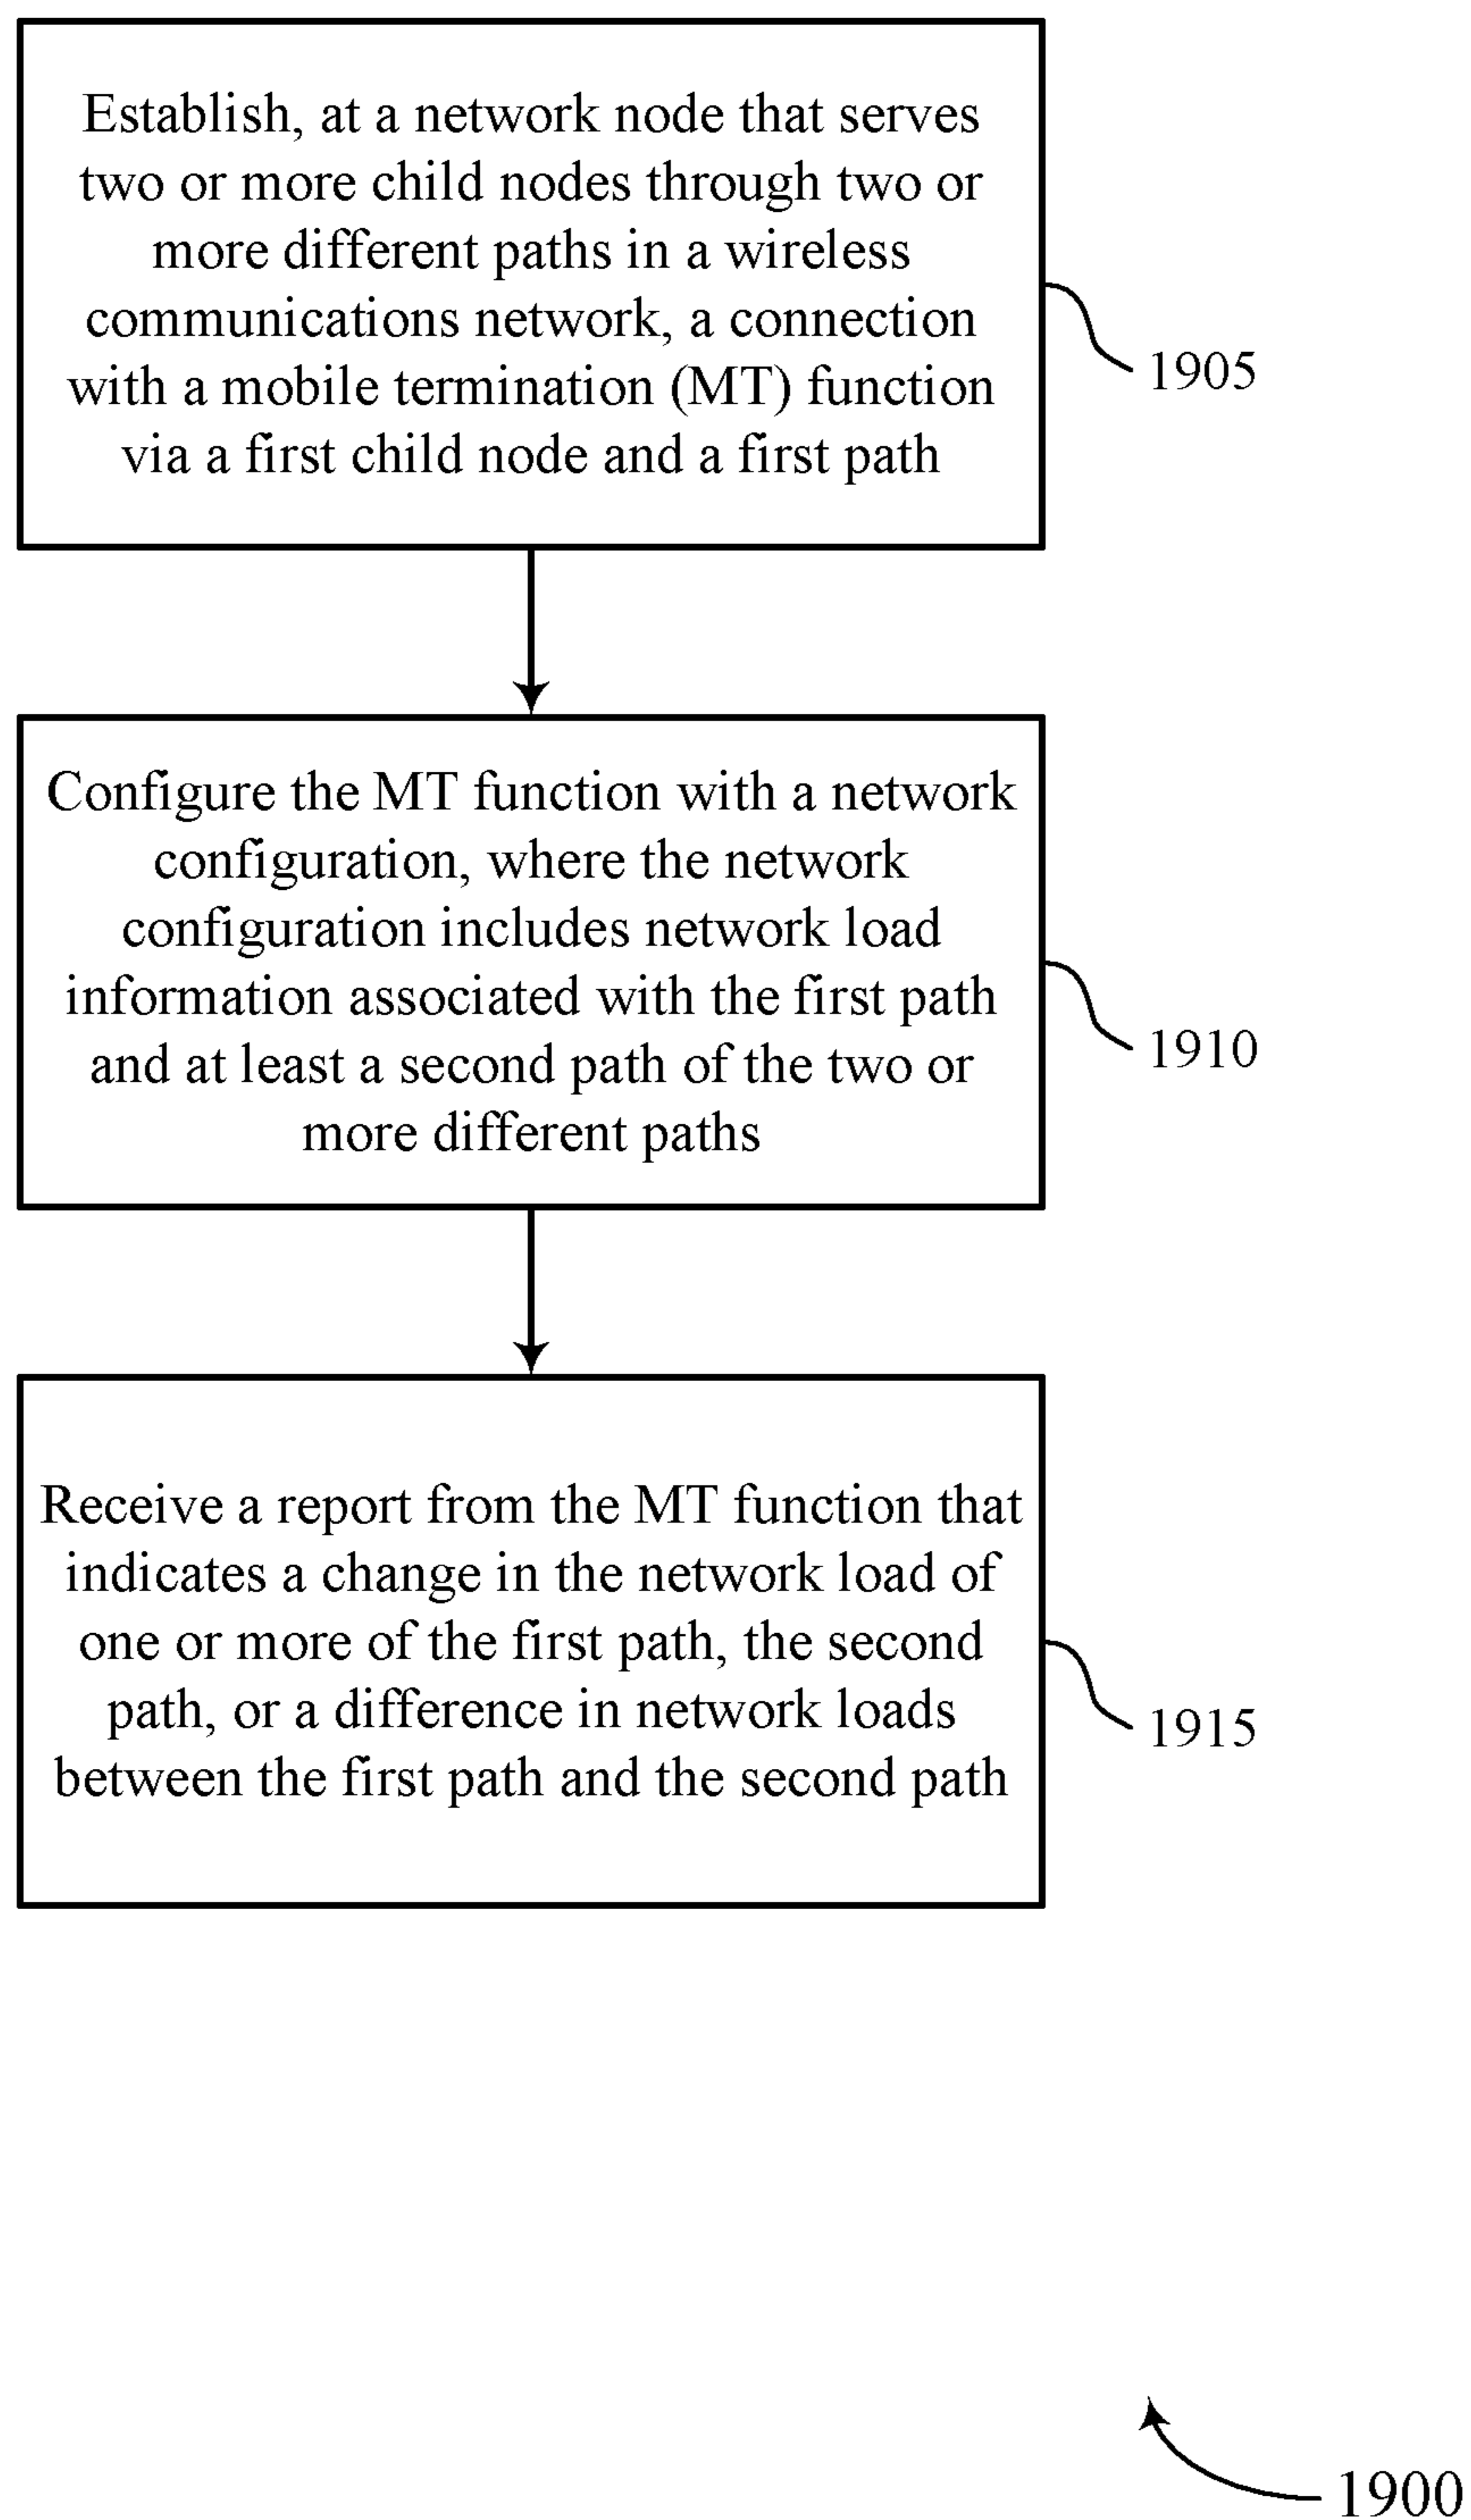 Establish, at a network node that serves
two or more child nodes through two or
more different paths in a wireless
communications network, a connection
with a mobile termination (MT) function
via a first child node and a first path
1905
Configure the MT function with a network
configuration, where the network
configuration includes network load
information associated with the first path
and at least a second path of the two or
more different paths
1910
Receive a report from the MT function that
indicates a change in the network load of
one or more of the first path, the second
path, or a difference in network loads
between the first path and the second path
1915
1900